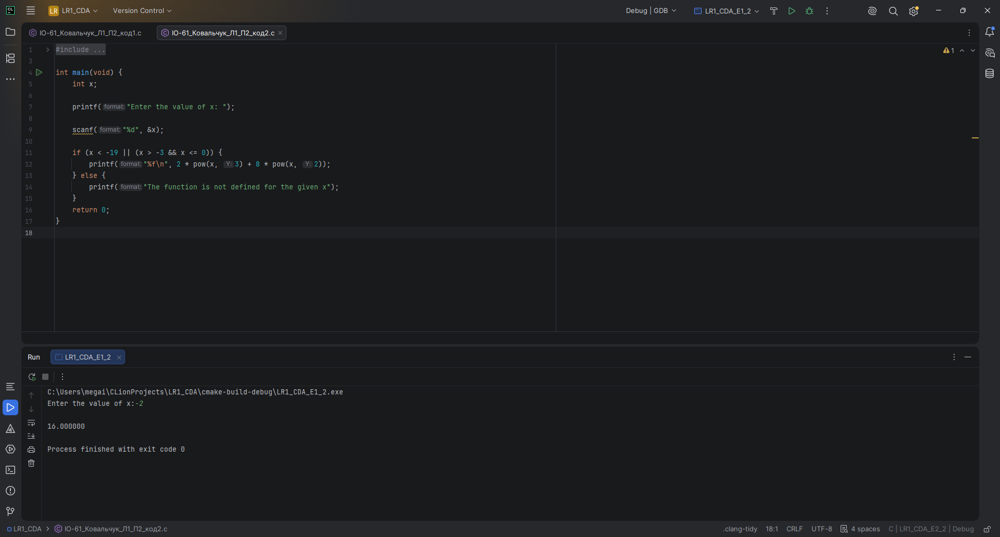 LR LR1_CDA Version Control Debug | GDB LR1_CDA_E1_2
IO-61_Ковальчук_Л1_П2_код1.c IO-61_Ковальчук_Л1_П2_код2.c
1 #include ... 1
3
4 int main(void) {
5 int x;
6
7 printf( format: "Enter the value of x: ");
8
9 scanf( format: "%d", &x);
10
11 if (x < -19 || (x > -3 && x <= 0)) {
12 printf( format: "%f\n", 2 * pow(x, Y: 3) + 8 * pow(x, Y: 2));
13 } else {
14 printf( format: "The function is not defined for the given x");
15 }
16 return 0;
17 }
18
Run LR1_CDA_E1_2
C:\Users\megai\CLionProjects\LR1_CDA\cmake-build-debug\LR1_CDA_E1_2.exe
Enter the value of x:-2
16.000000
Process finished with exit code 0
LR1_CDA > IO-61_Ковальчук_Л1_П2_код2.c .clang-tidy 18:1 CRLF UTF-8 4 spaces C | LR1_CDA_E2_2 | Debug